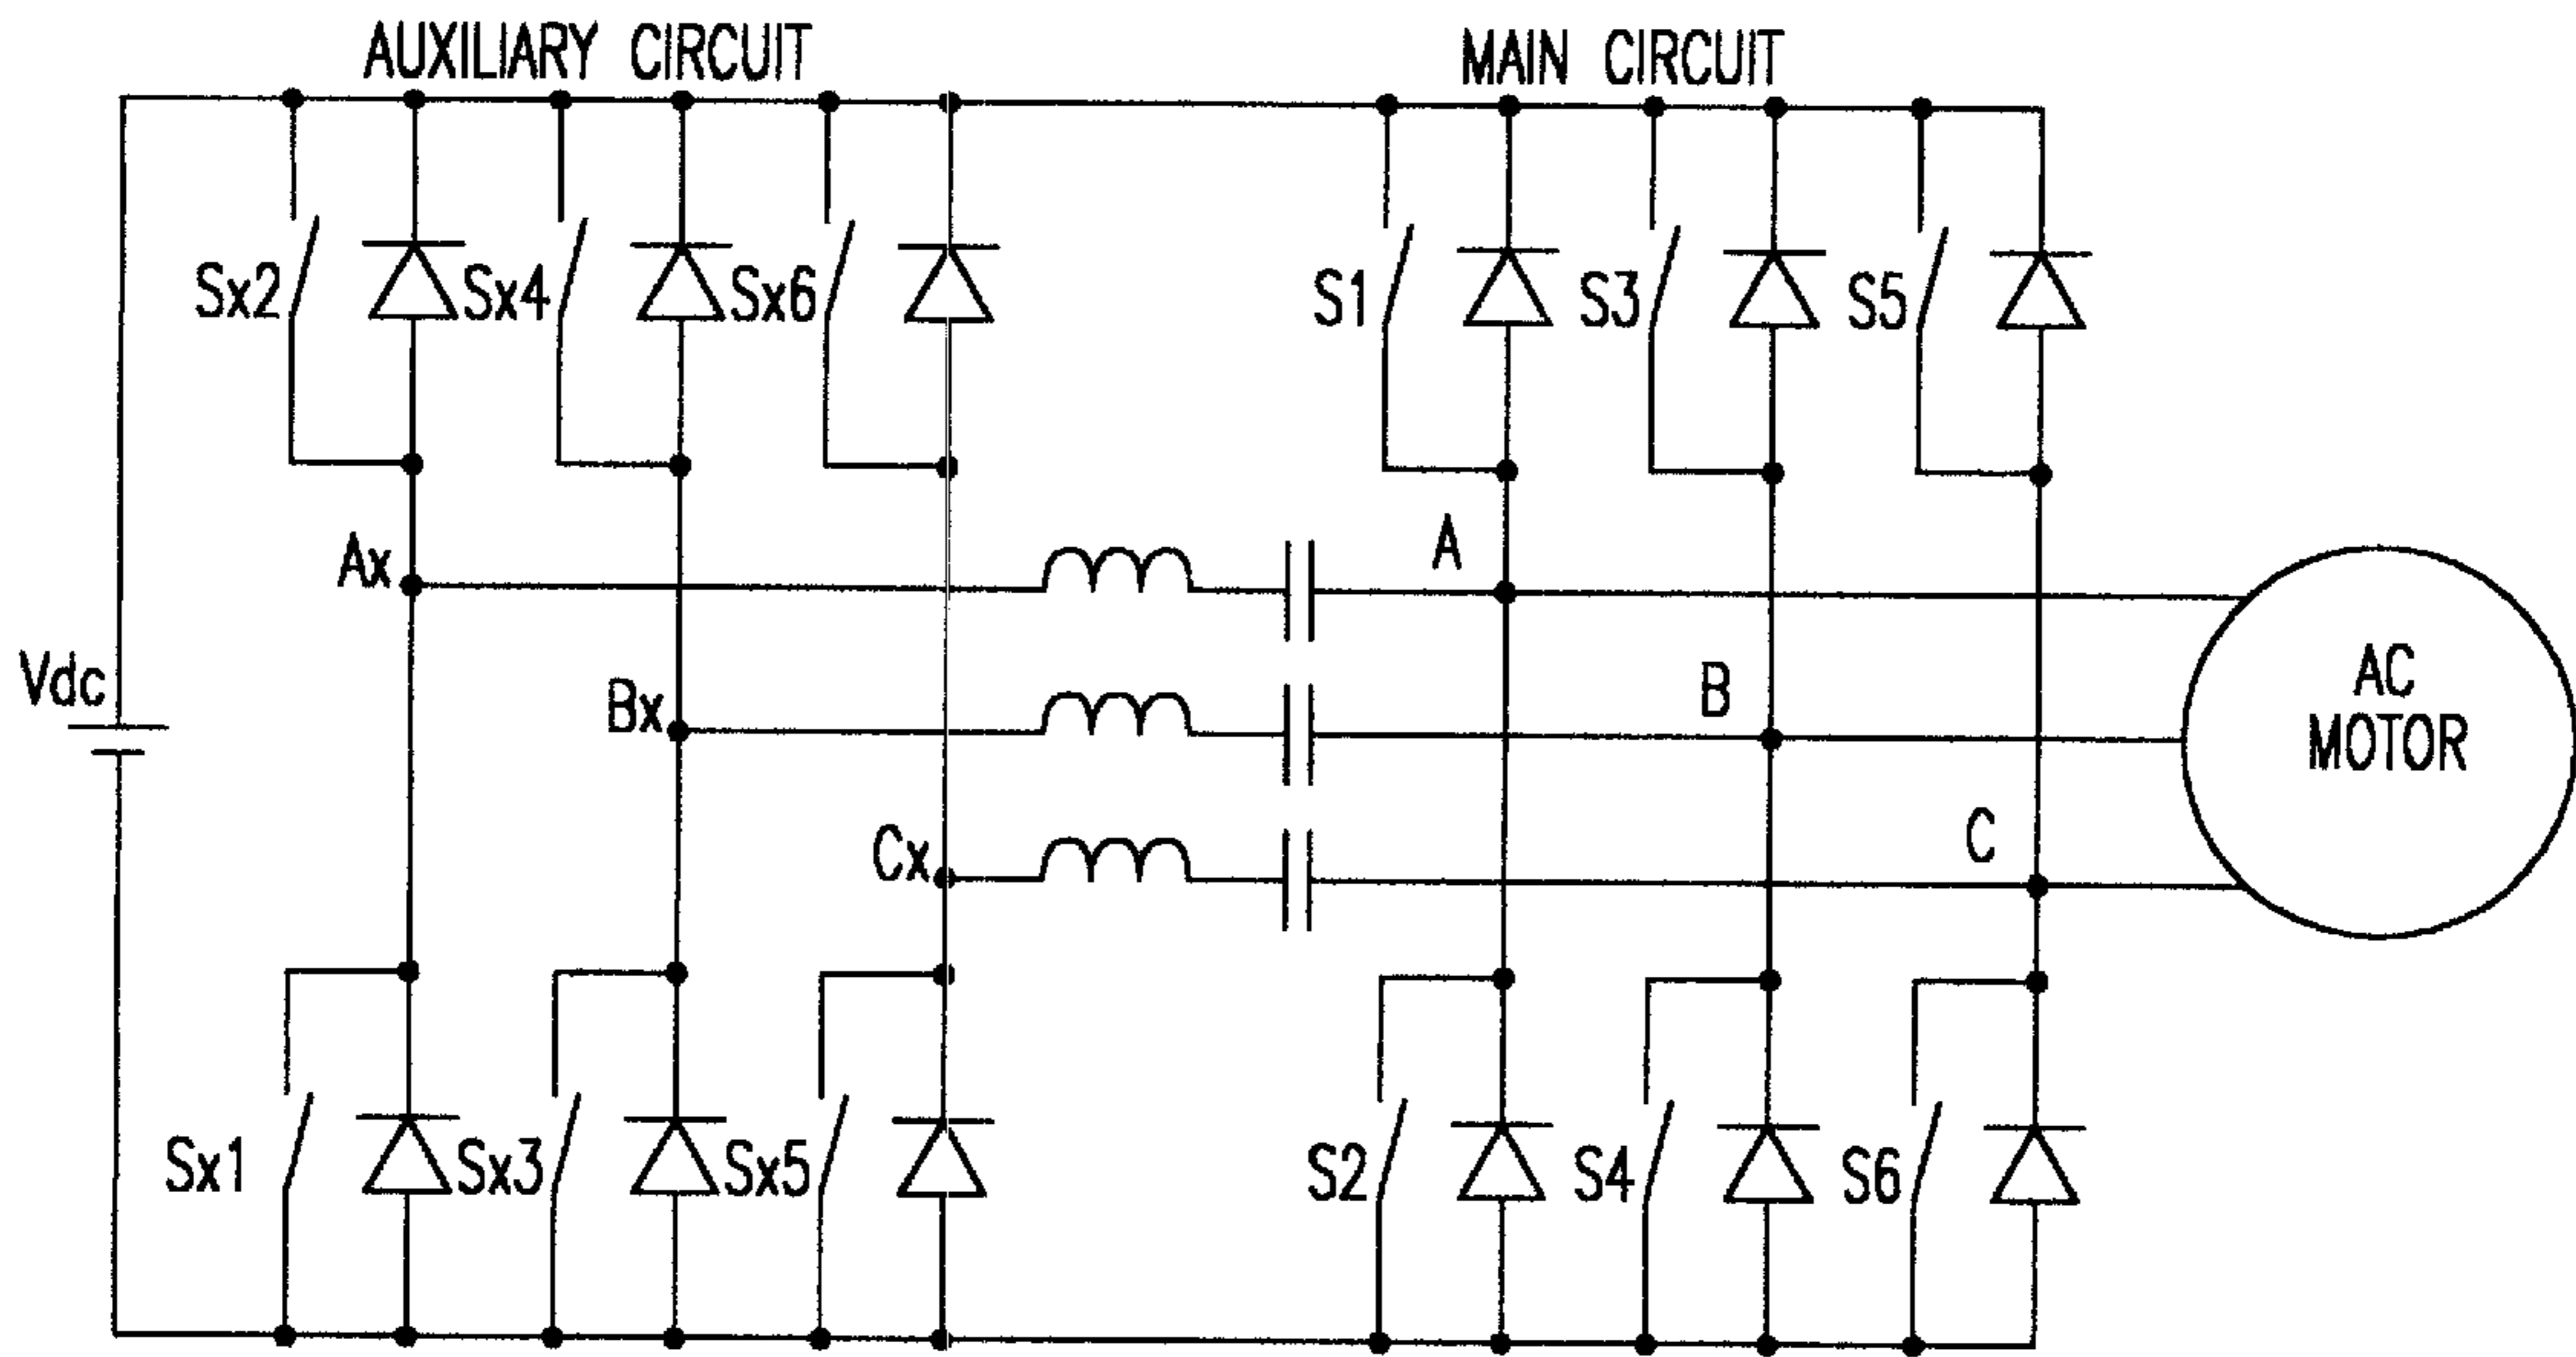 AUXILIARY CIRCUIT
MAIN CIRCUIT
Sx2
Sx4
Sx6
S1
S3
S5
Ax
A
Vdc
Bx
B
AC
MOTOR
Cx
C
Sx1
Sx3
Sx5
S2
S4
S6